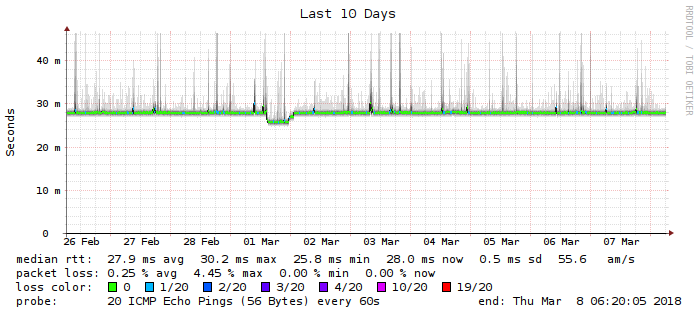 Last 10 Days
RRDTOOL / TOBI OETIKER
Seconds
40 m
30 m
20 m
10 m
0
26 Feb 27 Feb 28 Feb 01 Mar 02 Mar 03 Mar 04 Mar 05 Mar 06 Mar 07 Mar
median rtt: 27.9 ms avg 30.2 ms max 25.8 ms min 28.0 ms now 0.5 ms sd 55.6 am/s
packet loss: 0.25 % avg 4.45 % max 0.00 % min 0.00 % now
loss color: 0 1/20 2/20 3/20 4/20 10/20 19/20
probe: 20 ICMP Echo Pings (56 Bytes) every 60s end: Thu Mar 8 06:20:05 2018